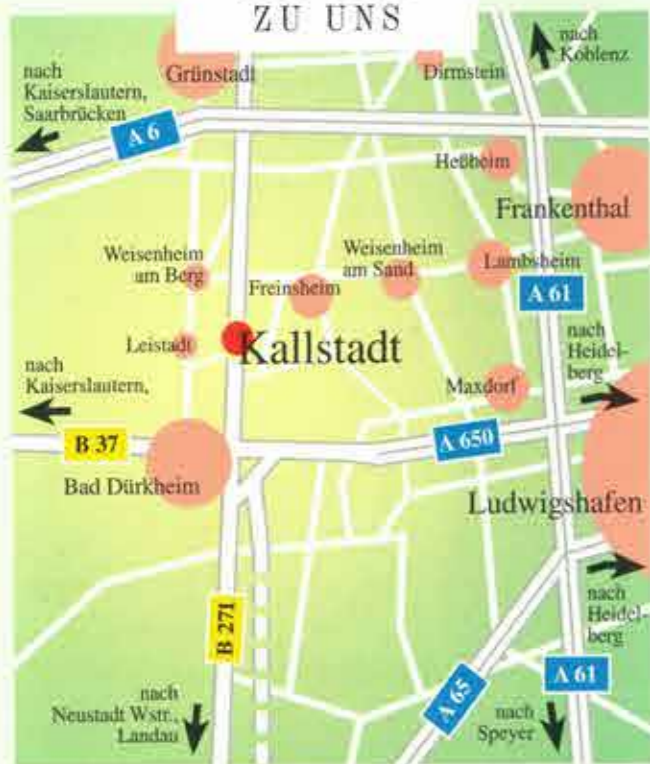 ZU UNS
nach
Koblenz
nach
Kaiserslautern,
Saarbrücken
Grünstadt
Dirmstein
A 6
Heßheim
Frankenthal
Weisenheim
am Berg
Weisenheim
am Sand
Lambsheim
Freinsheim
A 61
Leistadt
Kallstadt
nach
Heidel-
berg
nach
Kaiserslautern,
Maxdorf
B 37
A 650
Bad Dürkheim
Ludwigshafen
B 271
nach
Heidel-
berg
A 65
A 61
nach
Neustadt Wstr.,
Landau
nach
Speyer